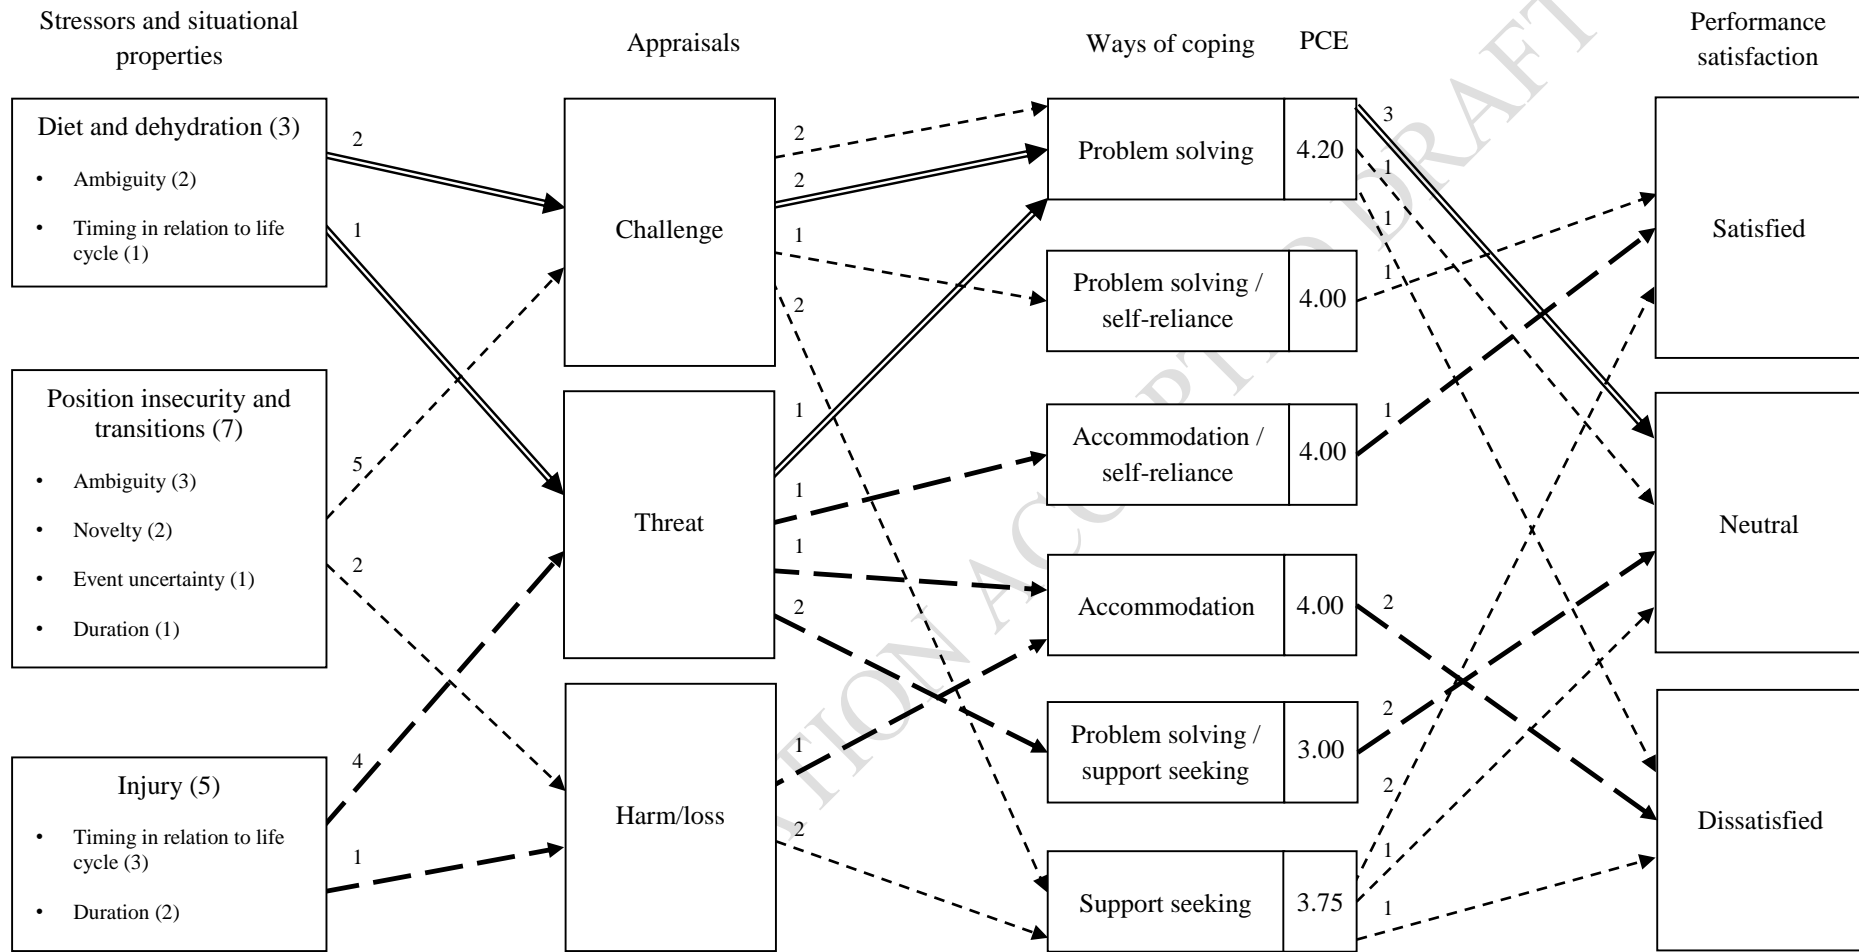 Stressors and situational
properties
Appraisals
Ways of coping
PCE
Performance
satisfaction
Diet and dehydration (3)
• Ambiguity (2)
• Timing in relation to life
cycle (1)
Position insecurity and
transitions (7)
• Ambiguity (3)
• Novelty (2)
• Event uncertainty (1)
• Duration (1)
Injury (5)
• Timing in relation to life
cycle (3)
• Duration (2)
2
1
5
2
4
1
Challenge
Threat
Harm/loss
2
2
1
2
1
1
1
2
1
2
Problem solving
4.20
Problem solving /
self-reliance
4.00
Accommodation /
self-reliance
4.00
Accommodation
4.00
Problem solving /
support seeking
3.00
Support seeking
3.75
3
1
1
1
1
2
2
2
1
1
Satisfied
Neutral
Dissatisfied